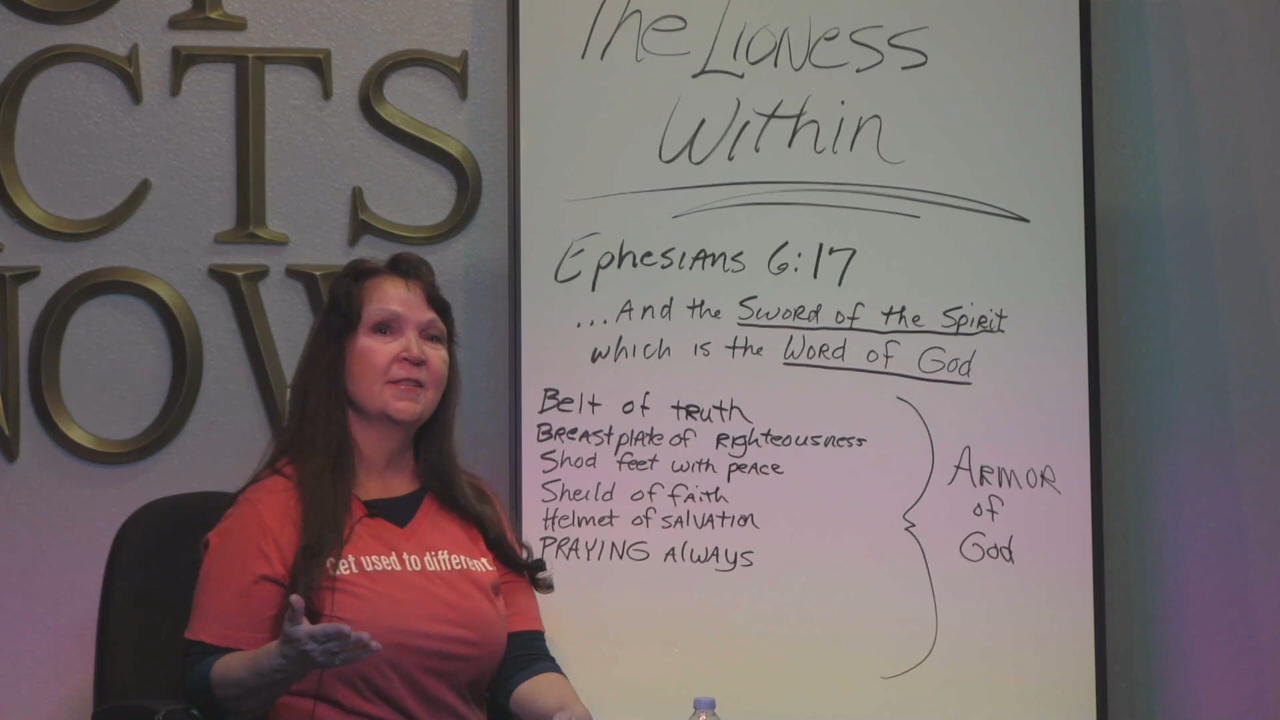 CTS
NOW
The Lioness
Within
Ephesians 6:17
...And the Sword of the Spirit
which is the Word of God
Belt of truth
Breastplate of Righteousness
Shod feet with peace
Sheild of faith
Helmet of SALVATION
PRAYING Always
ARMOR
of
God
Get used to different.